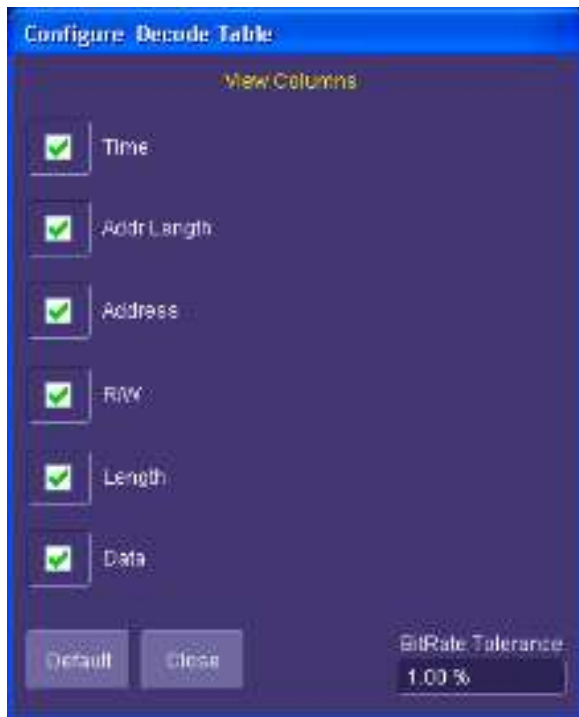 Configure Decode Table
View Columns
Time
Addr Length
Address
R/W
Length
Data
Default
Close
BitRate Tolerance
1.00 %